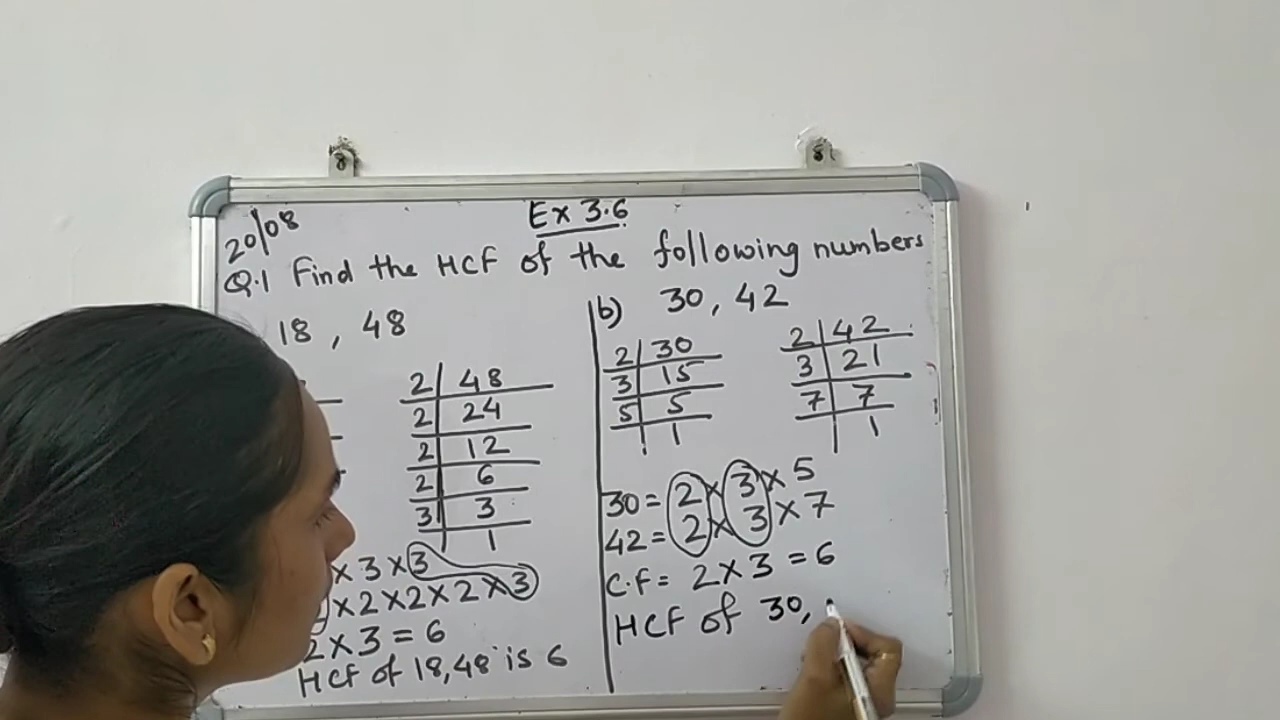 20/08
Ex 3.6
Q.1 Find the HCF of the following numbers
18, 48
2 48
2 24
2 12
2 6
3 3
1
× 3 × 3
× 2 × 2 × 2 × 3
2 × 3 = 6
HCF of 18, 48 is 6
b) 30, 42
2 30
3 15
5 5
1
2 42
3 21
7 7
1
30 = 2 × 3 × 5
42 = 2 × 3 × 7
C.F = 2 × 3 = 6
HCF of 30,